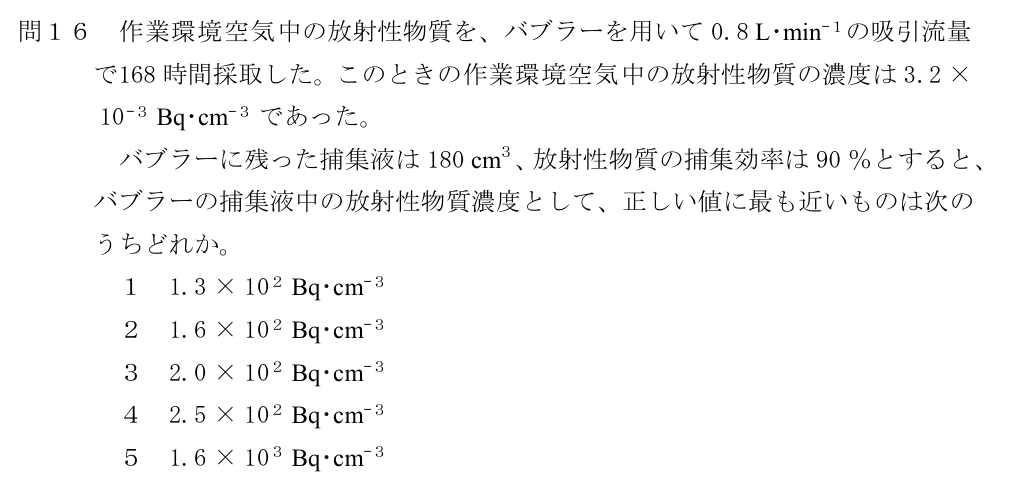 問１６　作業環境空気中の放射性物質を、バブラーを用いて 0.8 L･min⁻¹ の吸引流量
で168 時間採取した。このときの作業環境空気中の放射性物質の濃度は 3.2 ×
10⁻³ Bq･cm⁻³ であった。
バブラーに残った捕集液は 180 cm³、放射性物質の捕集効率は 90 %とすると、
バブラーの捕集液中の放射性物質濃度として、正しい値に最も近いものは次の
うちどれか。
１　1.3 × 10² Bq･cm⁻³
２　1.6 × 10² Bq･cm⁻³
３　2.0 × 10² Bq･cm⁻³
４　2.5 × 10² Bq･cm⁻³
５　1.6 × 10³ Bq･cm⁻³